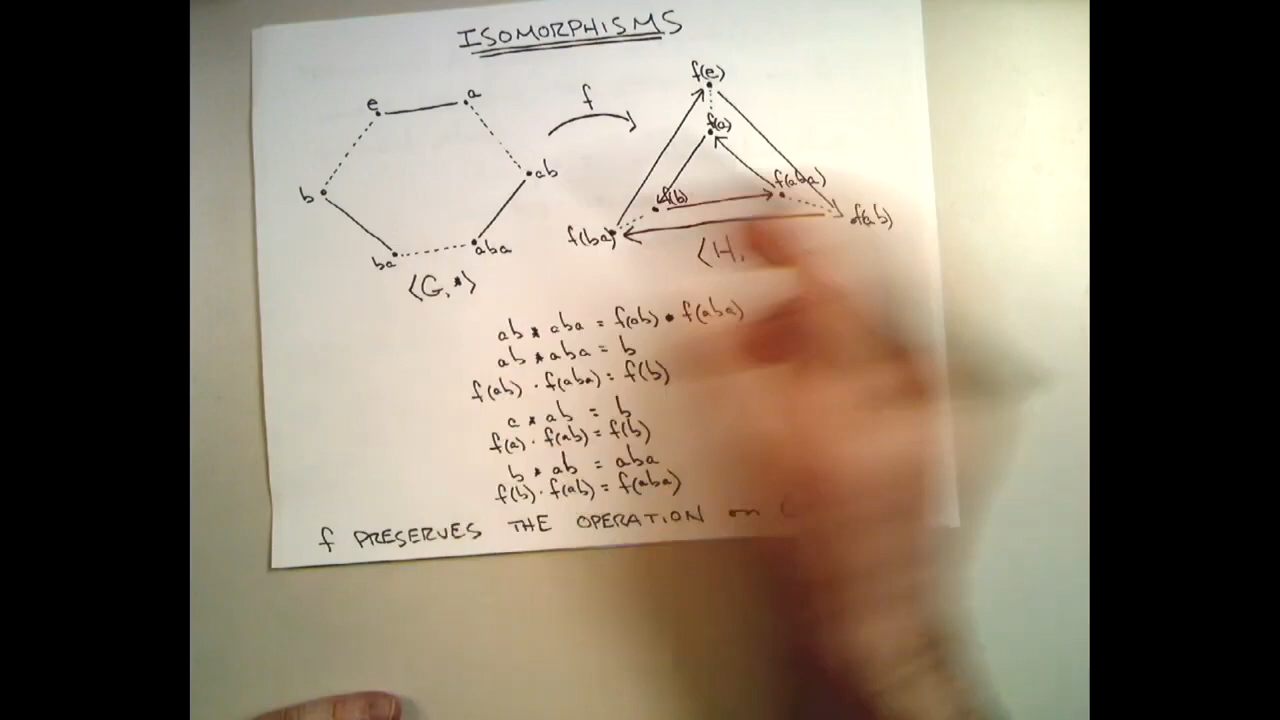 ISOMORPHISMS
e a
b ab
ba aba
⟨G, *⟩
f
f(e)
f(a)
f(b) f(aba)
f(ba) f(ab)
⟨H,
ab * aba = f(ab) • f(aba)
ab * aba = b
f(ab) · f(aba) = f(b)
a * ab = b
f(a) · f(ab) = f(b)
b * ab = aba
f(b) · f(ab) = f(aba)
f PRESERVES THE OPERATION on